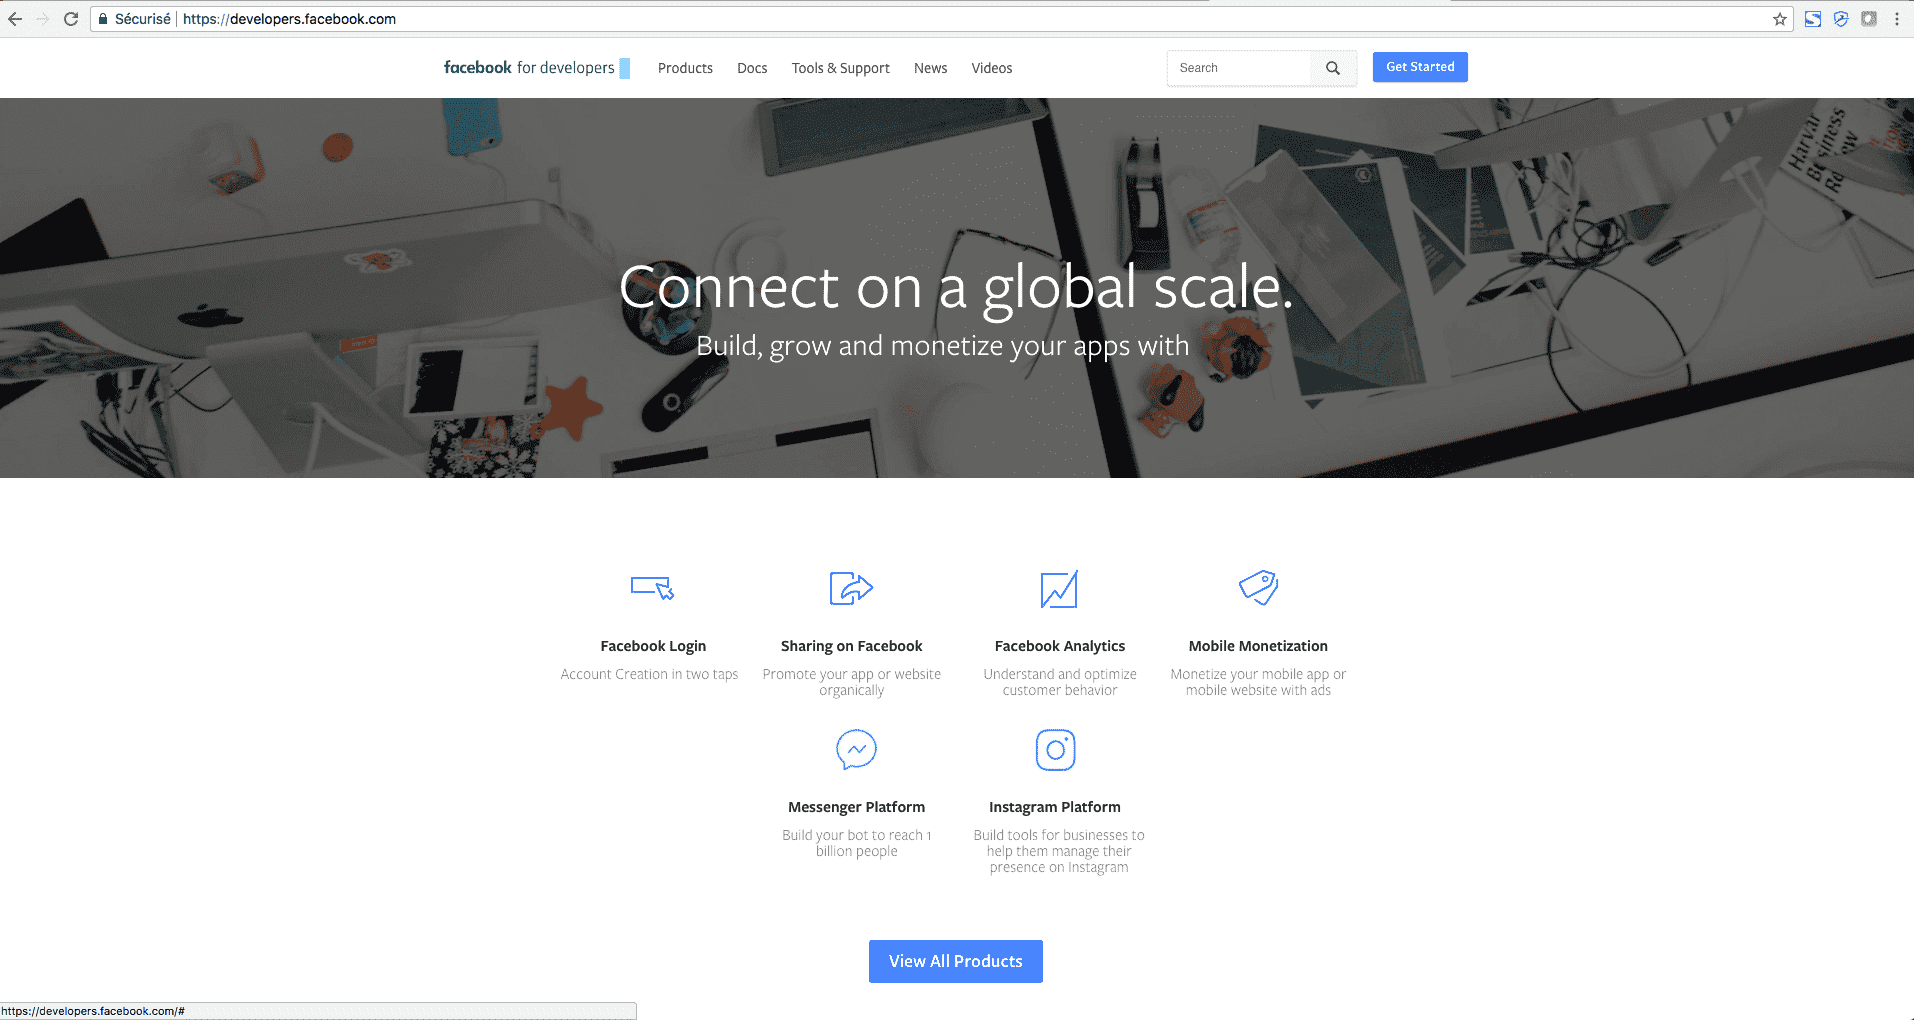 Sécurisé | https://developers.facebook.com
facebook for developers Products Docs Tools & Support News Videos Search Get Started
Harvard
Business
Connect on a global scale.
Build, grow and monetize your apps with
Facebook Login Sharing on Facebook Facebook Analytics Mobile Monetization
Account Creation in two taps Promote your app or website Understand and optimize Monetize your mobile app or
organically customer behavior mobile website with ads
Messenger Platform Instagram Platform
Build your bot to reach 1 Build tools for businesses to
billion people help them manage their
presence on Instagram
View All Products
https://developers.facebook.com/#